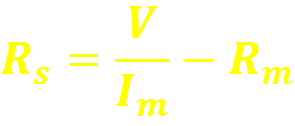 R_s = V / I_m − R_m